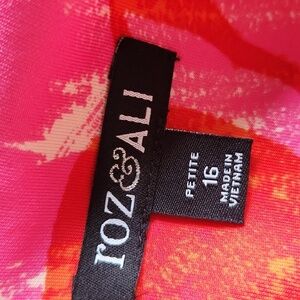 roz&ALI
PETITE
16
MADE IN
VIETNAM